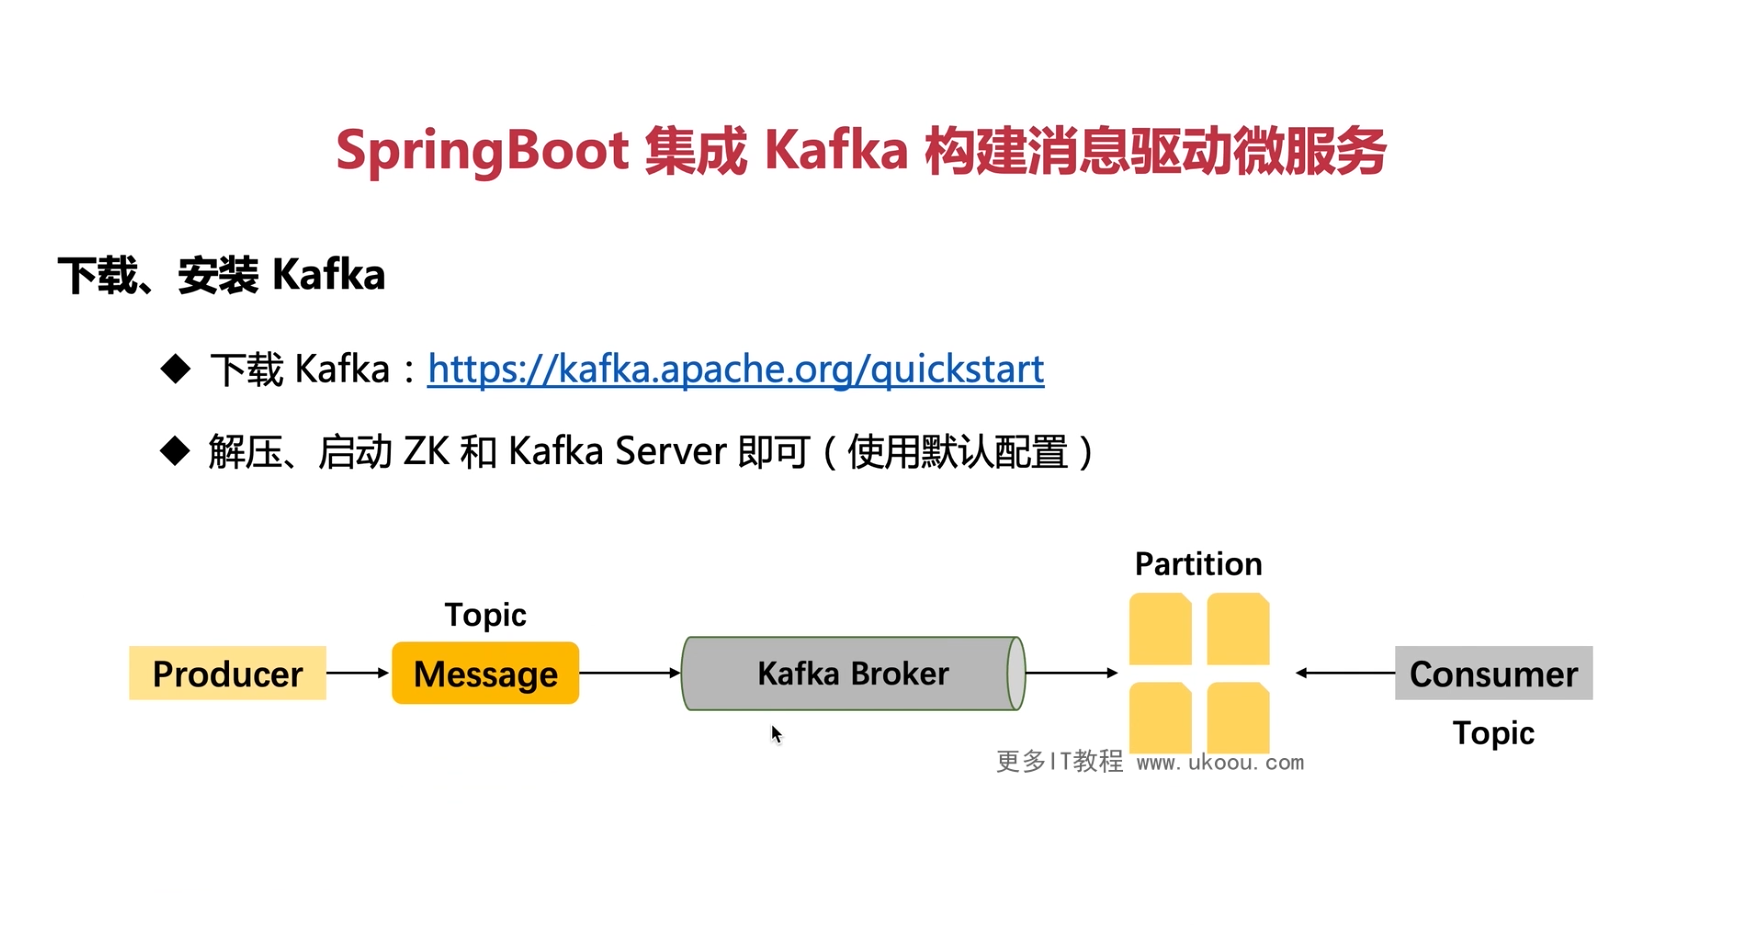 SpringBoot 集成 Kafka 构建消息驱动微服务
下载、安装 Kafka
◆ 下载 Kafka：https://kafka.apache.org/quickstart
◆ 解压、启动 ZK 和 Kafka Server 即可（使用默认配置）
Partition
Topic
Producer
Message
Kafka Broker
Consumer
Topic
更多IT教程 www.ukoou.com